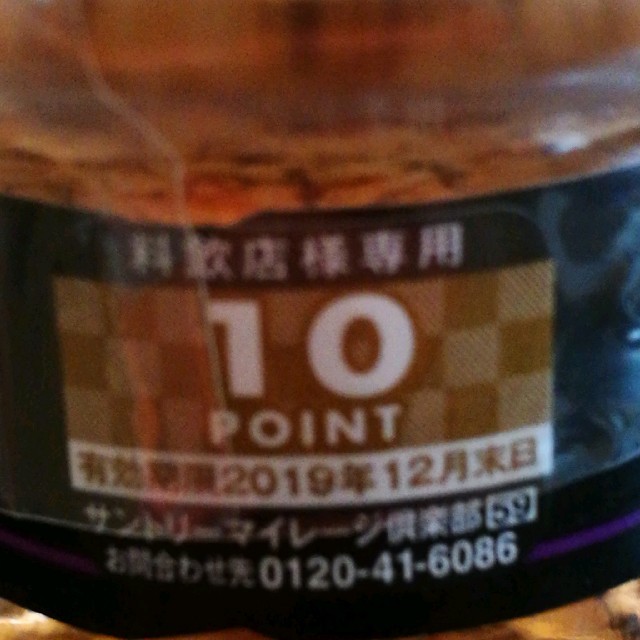 料飲店様専用
10
POINT
有効期限2019年12月末日
サントリーマイレージ倶楽部[59]
お問合わせ先0120-41-6086